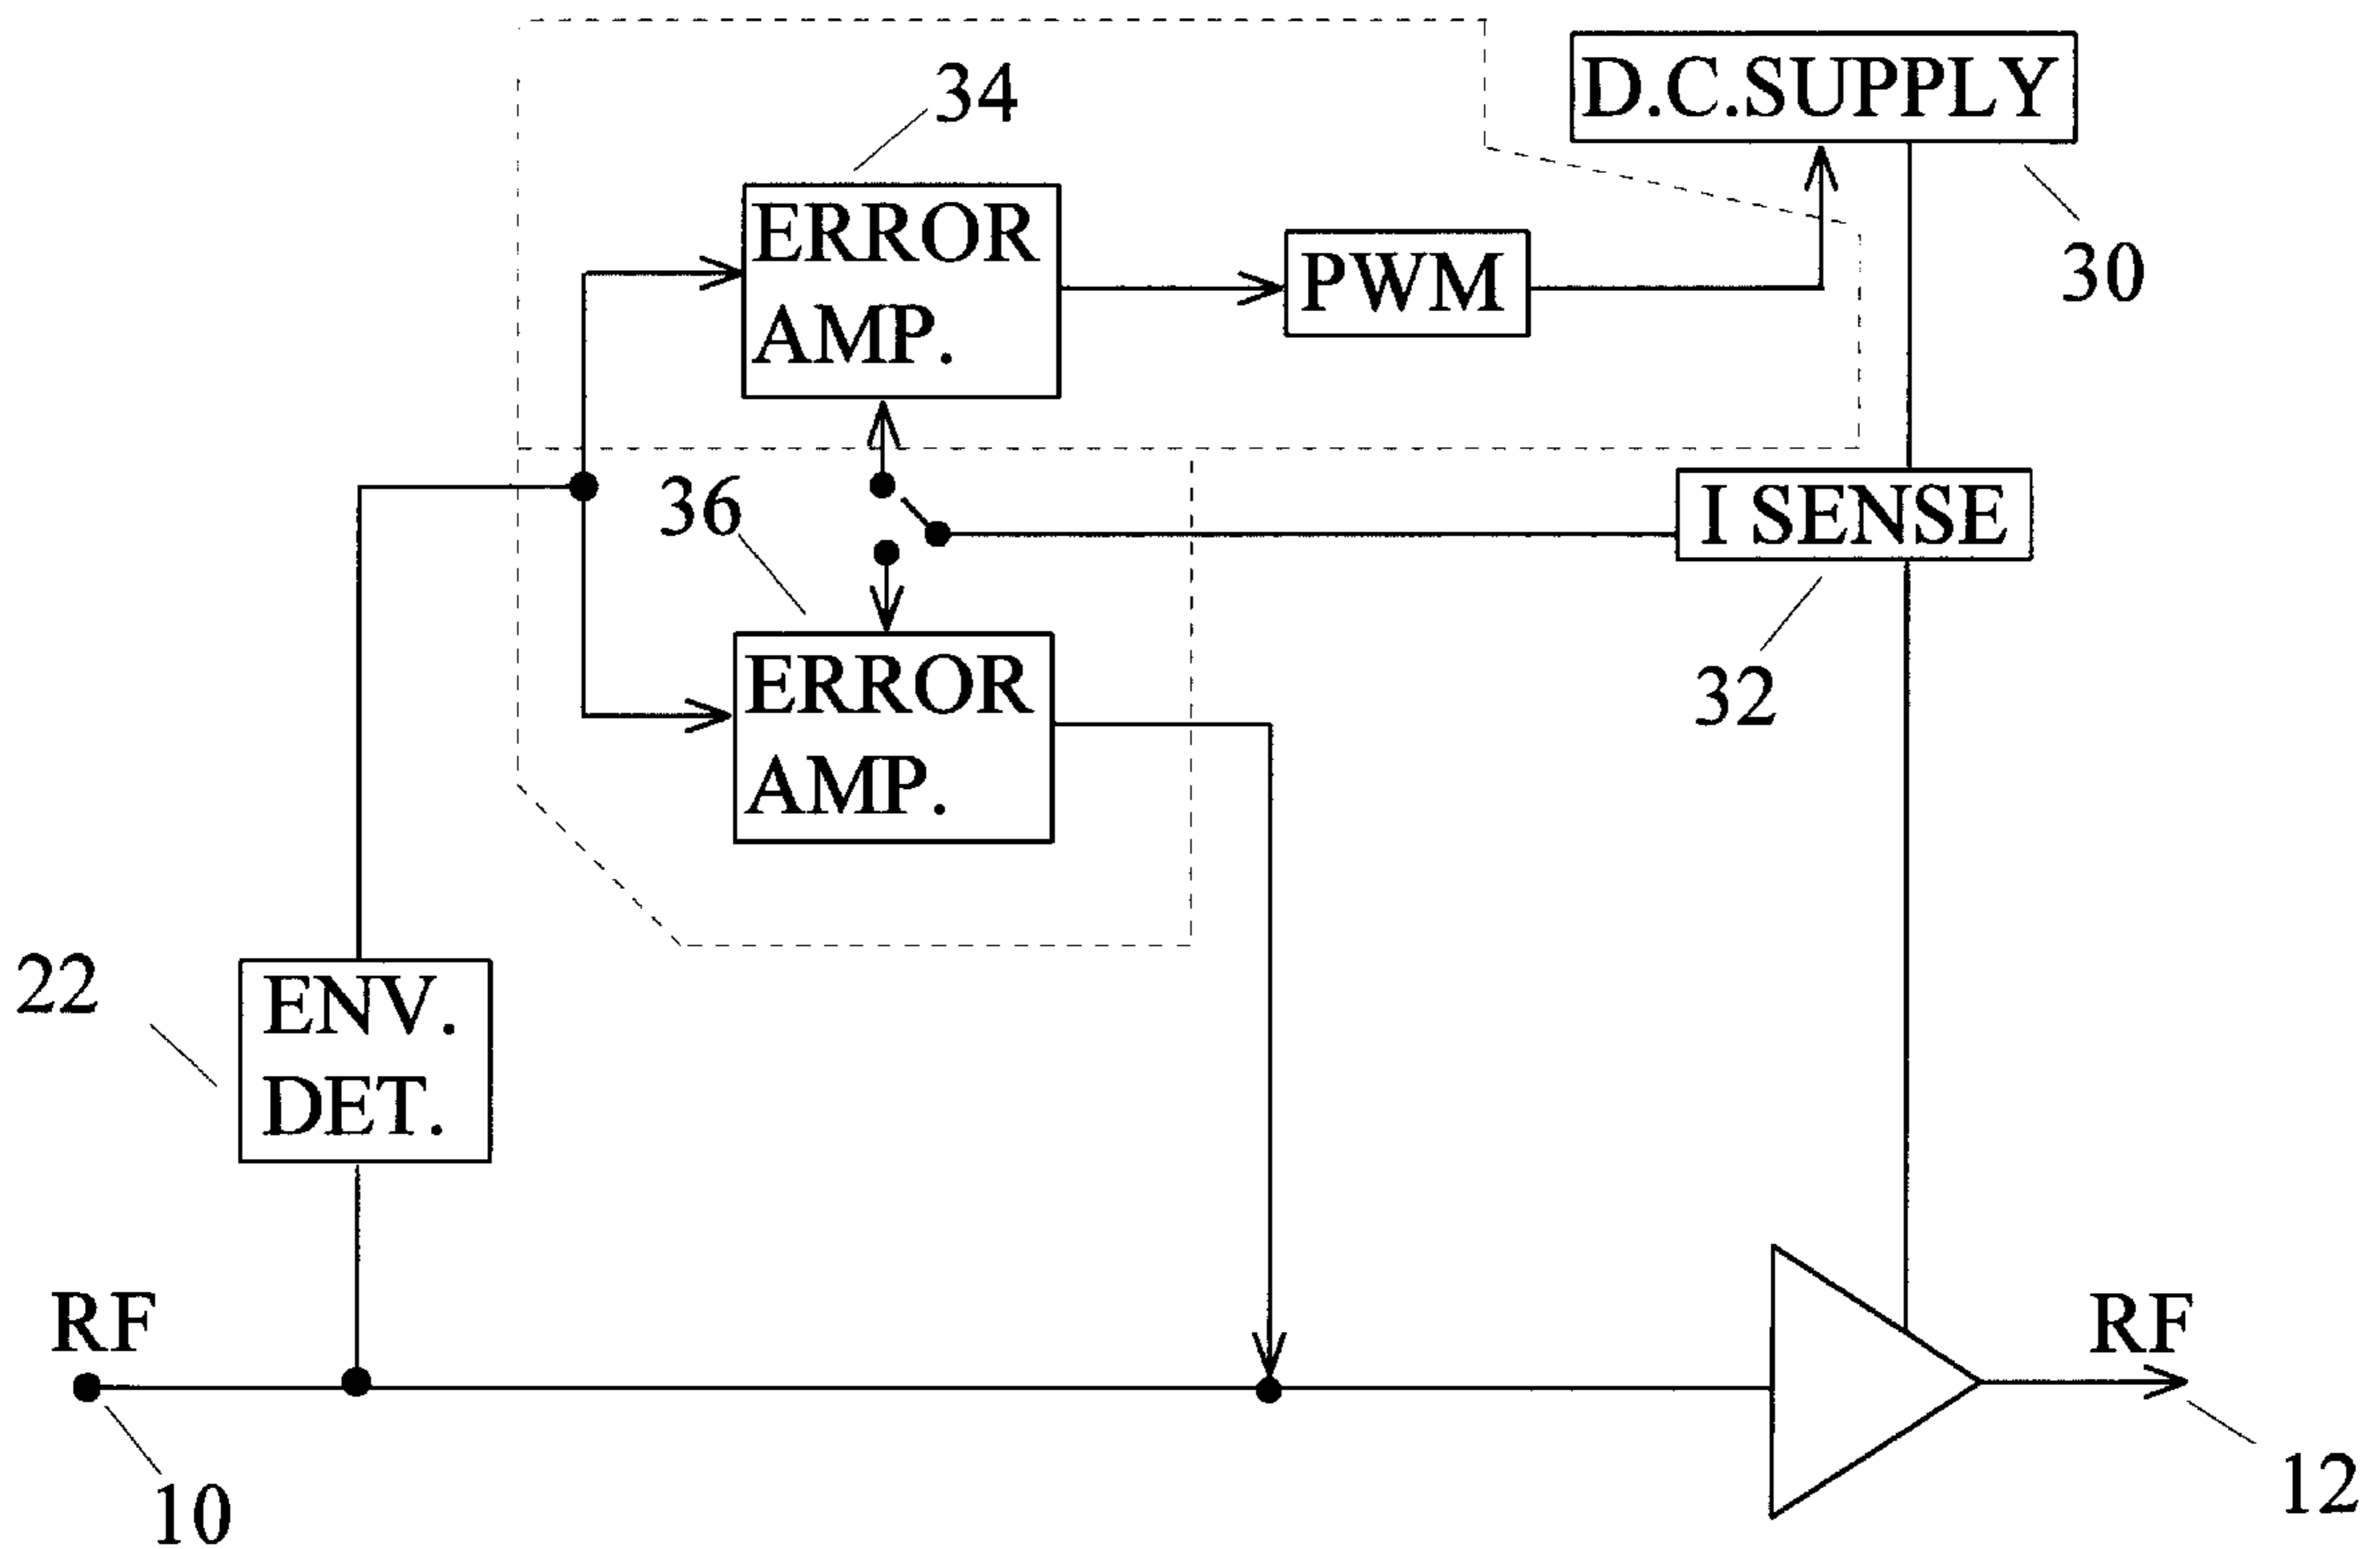 34
D.C.SUPPLY
ERROR
AMP.
PWM
30
36
I SENSE
ERROR
AMP.
32
22
ENV.
DET.
RF
RF
10
12